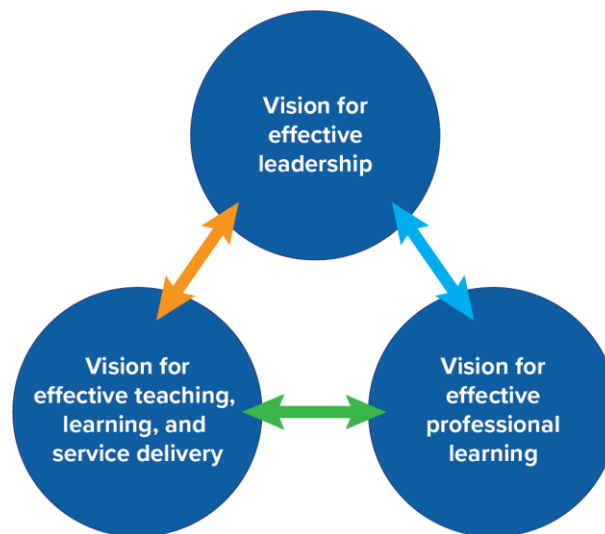 Vision for
effective
leadership
Vision for
effective teaching,
learning, and
service delivery
Vision for
effective
professional
learning